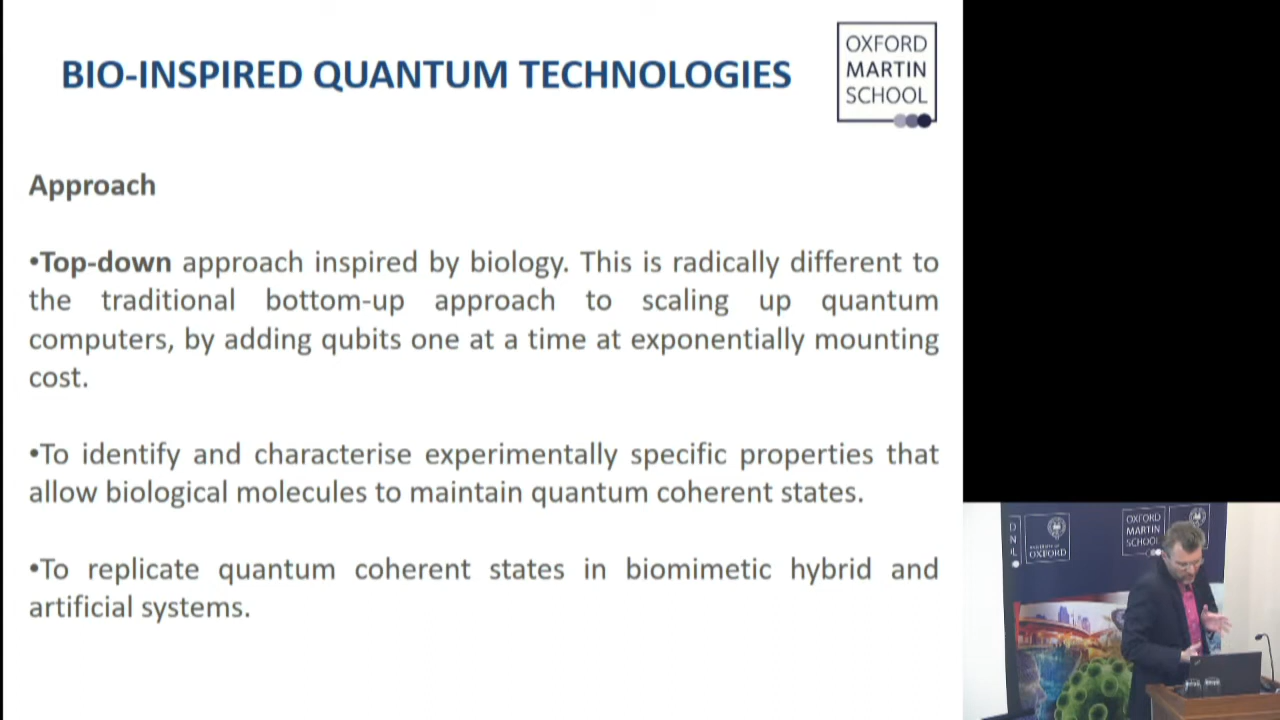 BIO-INSPIRED QUANTUM TECHNOLOGIES
OXFORD
MARTIN
SCHOOL
Approach
•Top-down approach inspired by biology. This is radically different to
the traditional bottom-up approach to scaling up quantum
computers, by adding qubits one at a time at exponentially mounting
cost.
•To identify and characterise experimentally specific properties that
allow biological molecules to maintain quantum coherent states.
•To replicate quantum coherent states in biomimetic hybrid and
artificial systems.
D
N
L
UNIVERSITY OF
OXFORD
OXFORD
MARTIN
SCHOOL